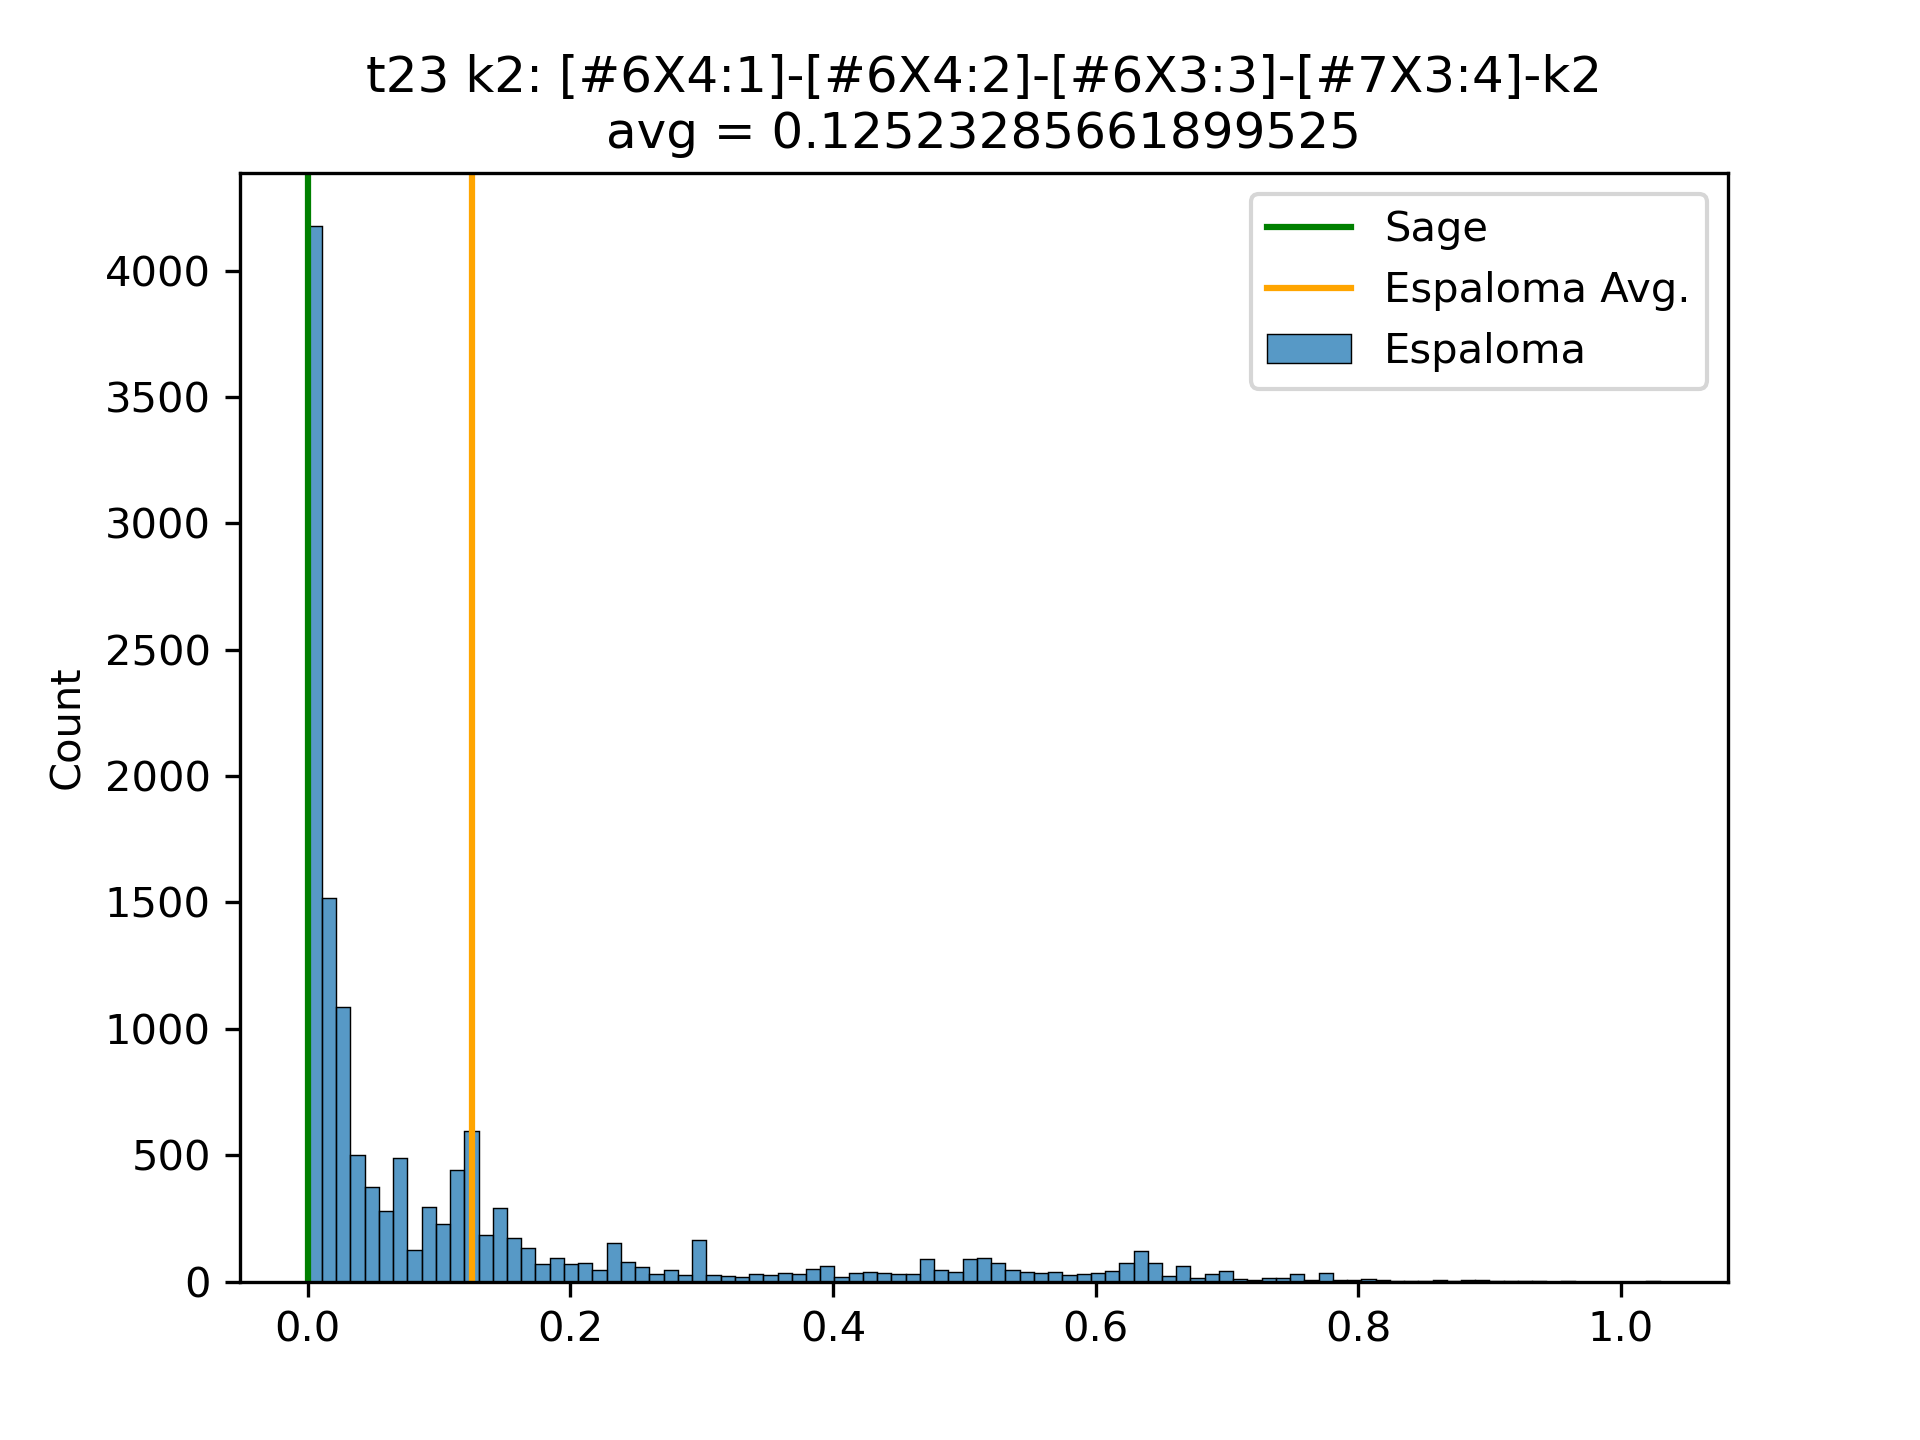 t23 k2: [#6X4:1]-[#6X4:2]-[#6X3:3]-[#7X3:4]-k2
avg = 0.12523285661899525
Sage
Espaloma Avg.
Espaloma
Count
4000
3500
3000
2500
2000
1500
1000
500
0
0.0 0.2 0.4 0.6 0.8 1.0